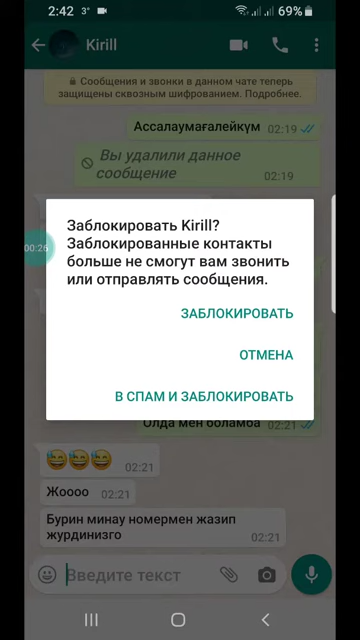 2:42 3° 69%
Kirill
Сообщения и звонки в данном чате теперь
защищены сквозным шифрованием. Подробнее.
Ассалаумағалейкүм 02:19
Вы удалили данное
сообщение 02:19
Заблокировать Kirill?
Заблокированные контакты
больше не смогут вам звонить
или отправлять сообщения.
00:26
ЗАБЛОКИРОВАТЬ
ОТМЕНА
В СПАМ И ЗАБЛОКИРОВАТЬ
Олда мен боламба 02:21
02:21
Жоооо 02:21
Бурин минау номермен жазип
журдинизго 02:21
Введите текст